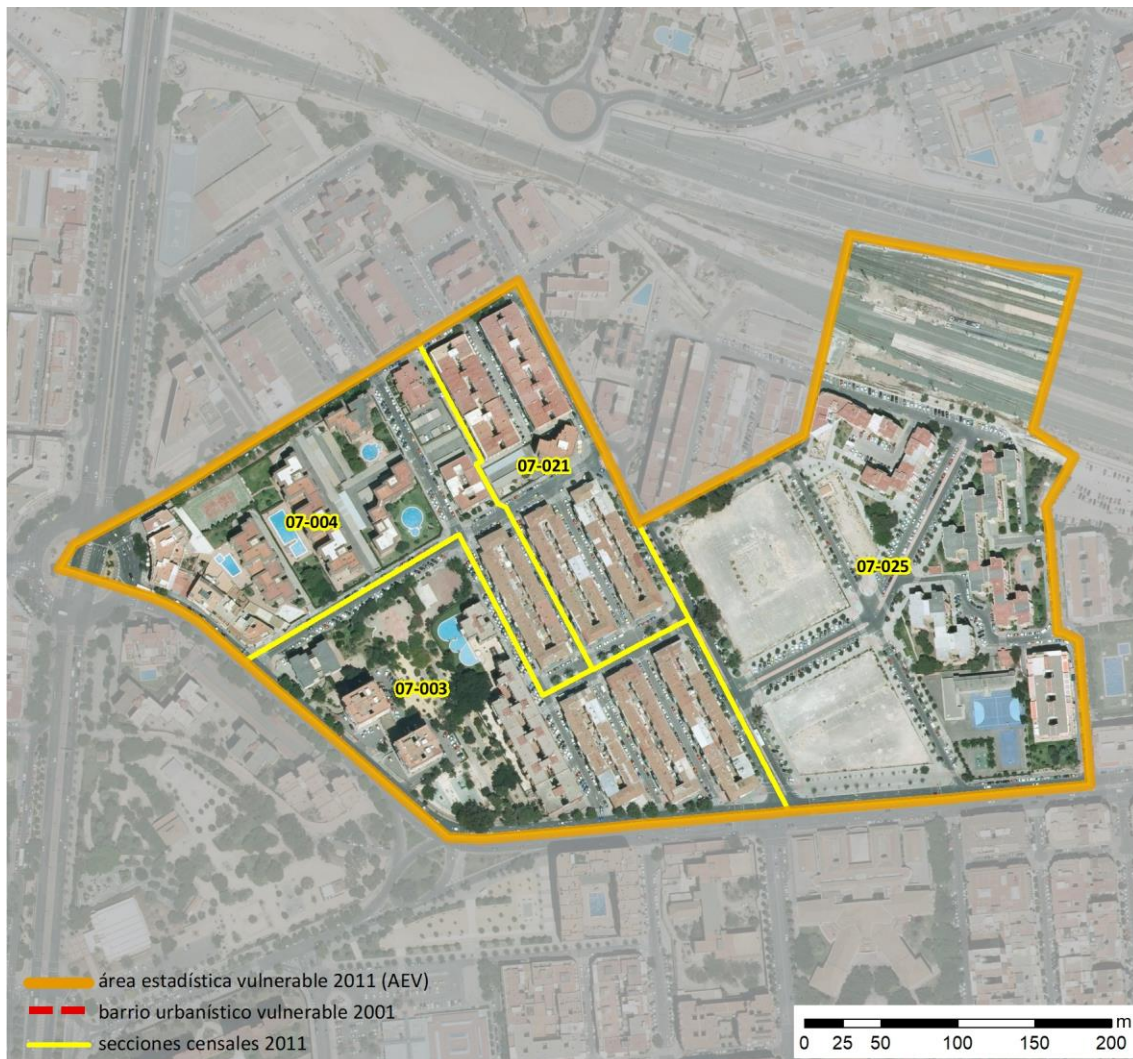 07-021
07-004
07-025
07-003
área estadística vulnerable 2011 (AEV)
barrio urbanístico vulnerable 2001
secciones censales 2011
m
0 25 50 100 150 200